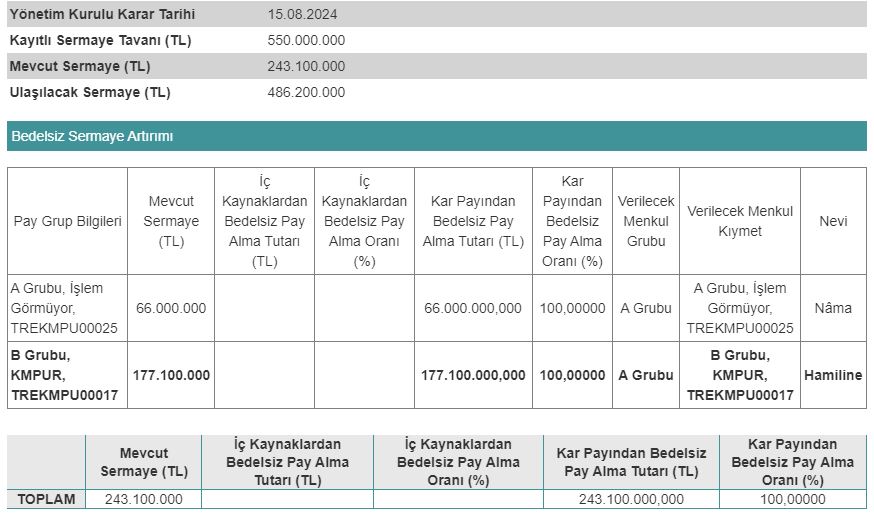 Yönetim Kurulu Karar Tarihi 15.08.2024
Kayıtlı Sermaye Tavanı (TL) 550.000.000
Mevcut Sermaye (TL) 243.100.000
Ulaşılacak Sermaye (TL) 486.200.000
Bedelsiz Sermaye Artırımı
Pay Grup Bilgileri
Mevcut
Sermaye
(TL)
İç
Kaynaklardan
Bedelsiz Pay
Alma Tutarı
(TL)
İç
Kaynaklardan
Bedelsiz Pay
Alma Oranı
(%)
Kar Payından
Bedelsiz Pay
Alma Tutarı (TL)
Kar
Payından
Bedelsiz
Pay Alma
Oranı (%)
Verilecek
Menkul
Grubu
Verilecek Menkul
Kıymet
Nevi
A Grubu, İşlem
Görmüyor,
TREKMPU00025
66.000.000
66.000.000,000
100,00000
A Grubu
A Grubu, İşlem
Görmüyor,
TREKMPU00025
Nâma
B Grubu,
KMPUR,
TREKMPU00017
177.100.000
177.100.000,000
100,00000
A Grubu
B Grubu,
KMPUR,
TREKMPU00017
Hamiline
Mevcut
Sermaye (TL)
İç Kaynaklardan
Bedelsiz Pay Alma
Tutarı (TL)
İç Kaynaklardan
Bedelsiz Pay Alma
Oranı (%)
Kar Payından Bedelsiz
Pay Alma Tutarı (TL)
Kar Payından
Bedelsiz Pay Alma
Oranı (%)
TOPLAM 243.100.000 243.100.000,000 100,00000